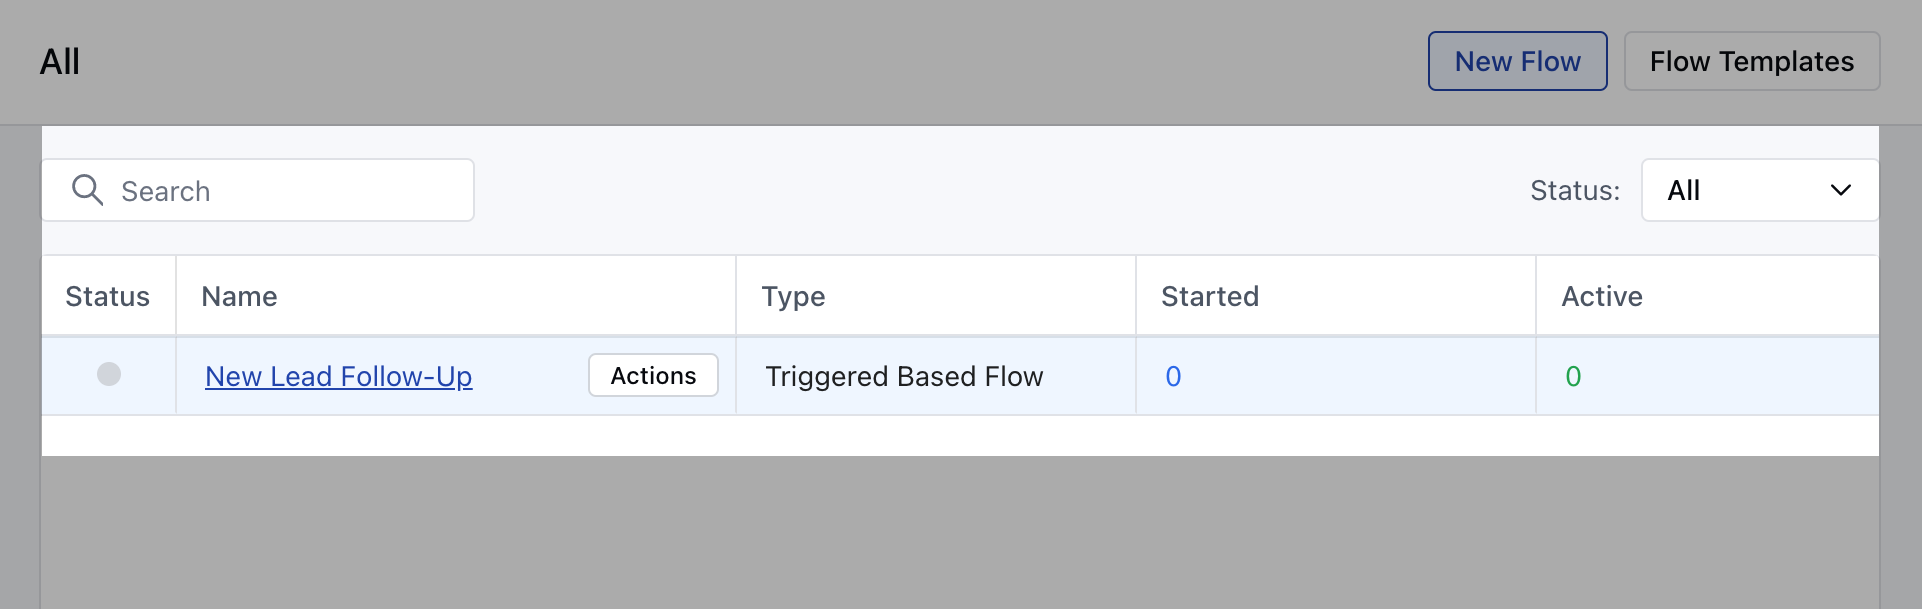 All
New Flow
Flow Templates
Search
Status:
All
Status
Name
Type
Started
Active
New Lead Follow-Up
Actions
Triggered Based Flow
0
0